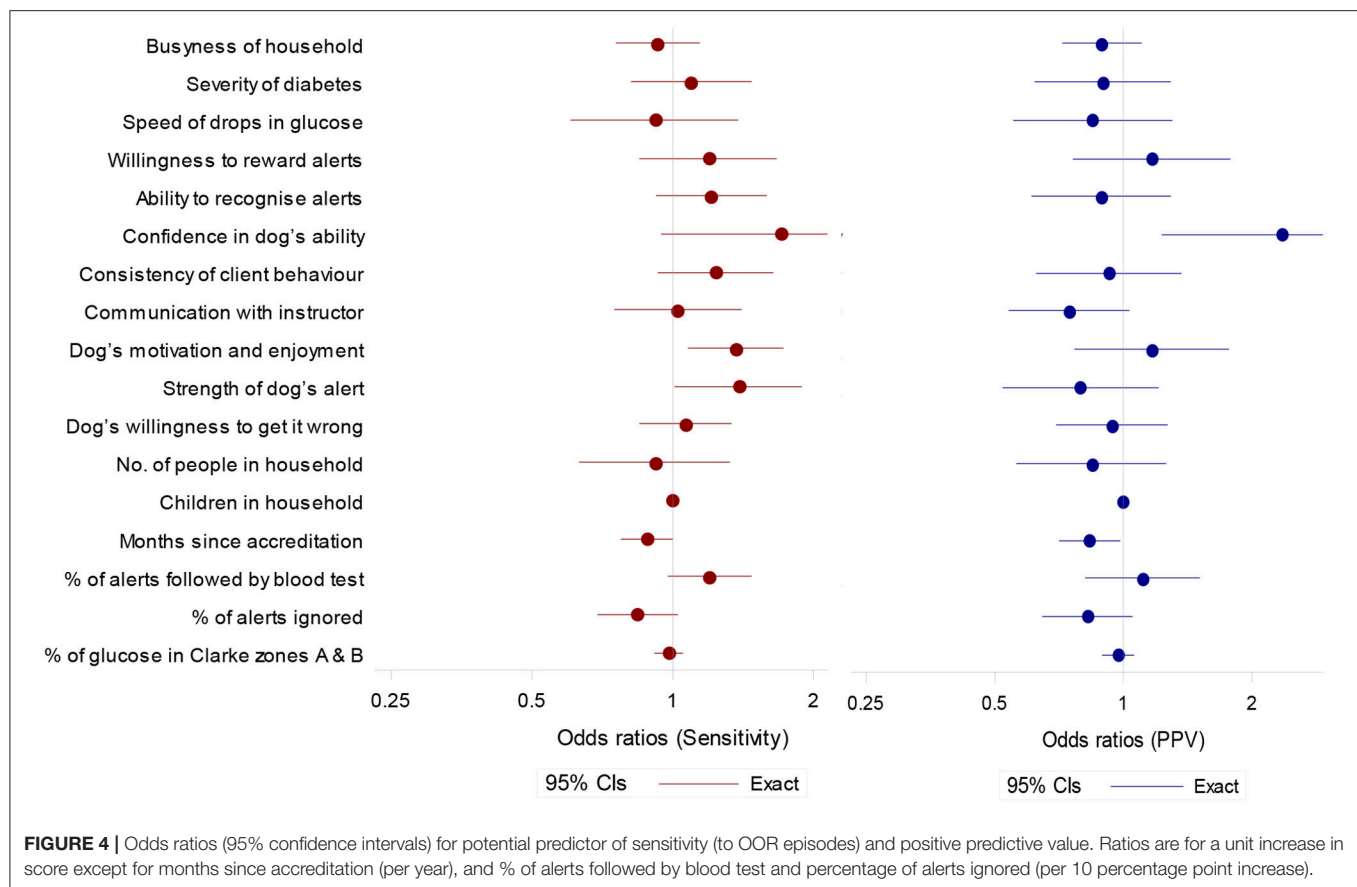 Busyness of household
Severity of diabetes
Speed of drops in glucose
Willingness to reward alerts
Ability to recognise alerts
Confidence in dog's ability
Consistency of client behaviour
Communication with instructor
Dog's motivation and enjoyment
Strength of dog's alert
Dog's willingness to get it wrong
No. of people in household
Children in household
Months since accreditation
% of alerts followed by blood test
% of alerts ignored
% of glucose in Clarke zones A & B
0.25 0.5 1 2
Odds ratios (Sensitivity)
95% CIs Exact
0.25 0.5 1 2
Odds ratios (PPV)
95% CIs Exact
FIGURE 4 | Odds ratios (95% confidence intervals) for potential predictor of sensitivity (to OOR episodes) and positive predictive value. Ratios are for a unit increase in
score except for months since accreditation (per year), and % of alerts followed by blood test and percentage of alerts ignored (per 10 percentage point increase).